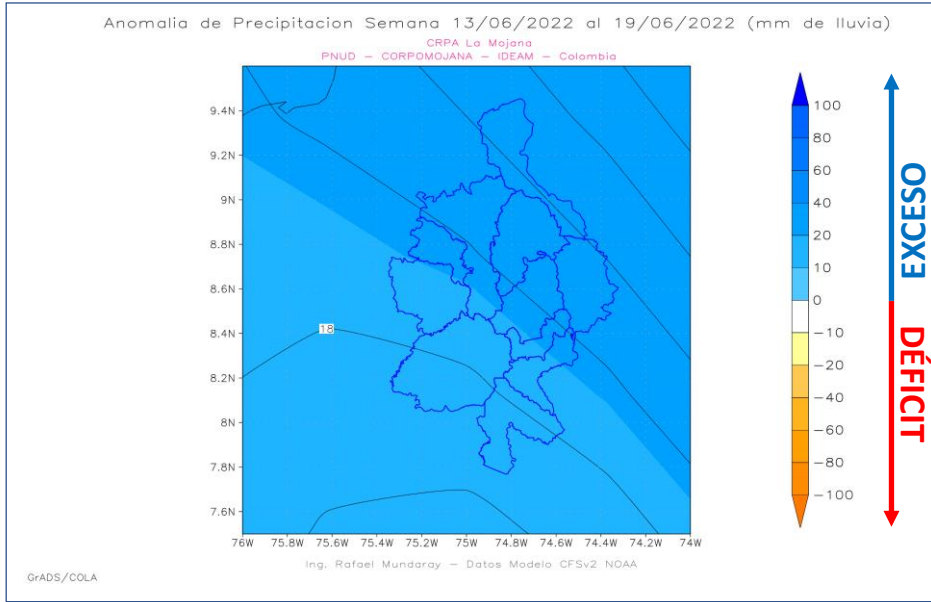 Anomalia de Precipitacion Semana 13/06/2022 al 19/06/2022 (mm de lluvia)
CRPA La Mojana
PNUD – CORPOMOJANA – IDEAM – Colombia
9.4N
9.2N
9N
8.8N
8.6N
8.4N
8.2N
8N
7.8N
7.6N
18
76W 75.8W 75.6W 75.4W 75.2W 75W 74.8W 74.6W 74.4W 74.2W 74W
100
80
60
40
20
10
0
−10
−20
−40
−60
−80
−100
EXCESO
DÉFICIT
Ing. Rafael Mundaray – Datos Modelo CFSv2 NOAA
GrADS/COLA